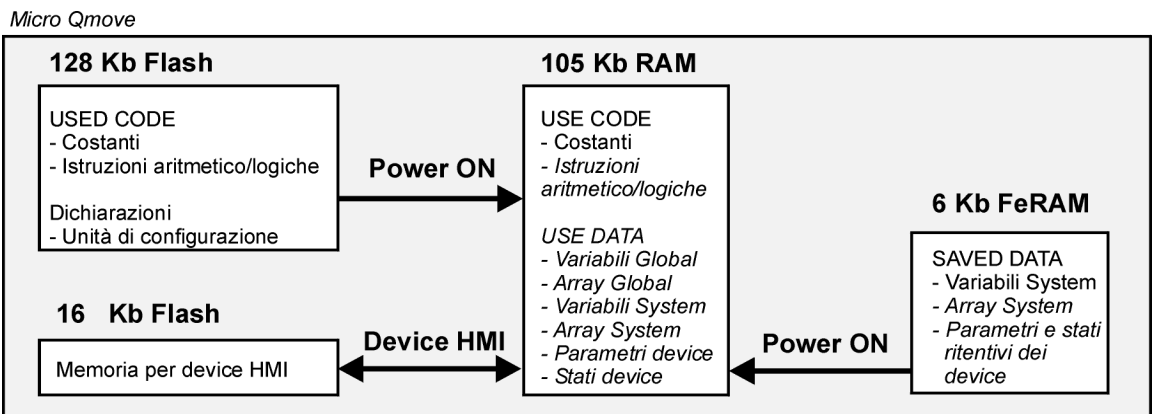 Micro Qmove
128 Kb Flash
USED CODE
- Costanti
- Istruzioni aritmetico/logiche
Dichiarazioni
- Unità di configurazione
Power ON
105 Kb RAM
USE CODE
- Costanti
- Istruzioni
aritmetico/logiche
USE DATA
- Variabili Global
- Array Global
- Variabili System
- Array System
- Parametri device
- Stati device
16 Kb Flash
Memoria per device HMI
Device HMI
6 Kb FeRAM
SAVED DATA
- Variabili System
- Array System
- Parametri e stati
ritentivi dei
device
Power ON